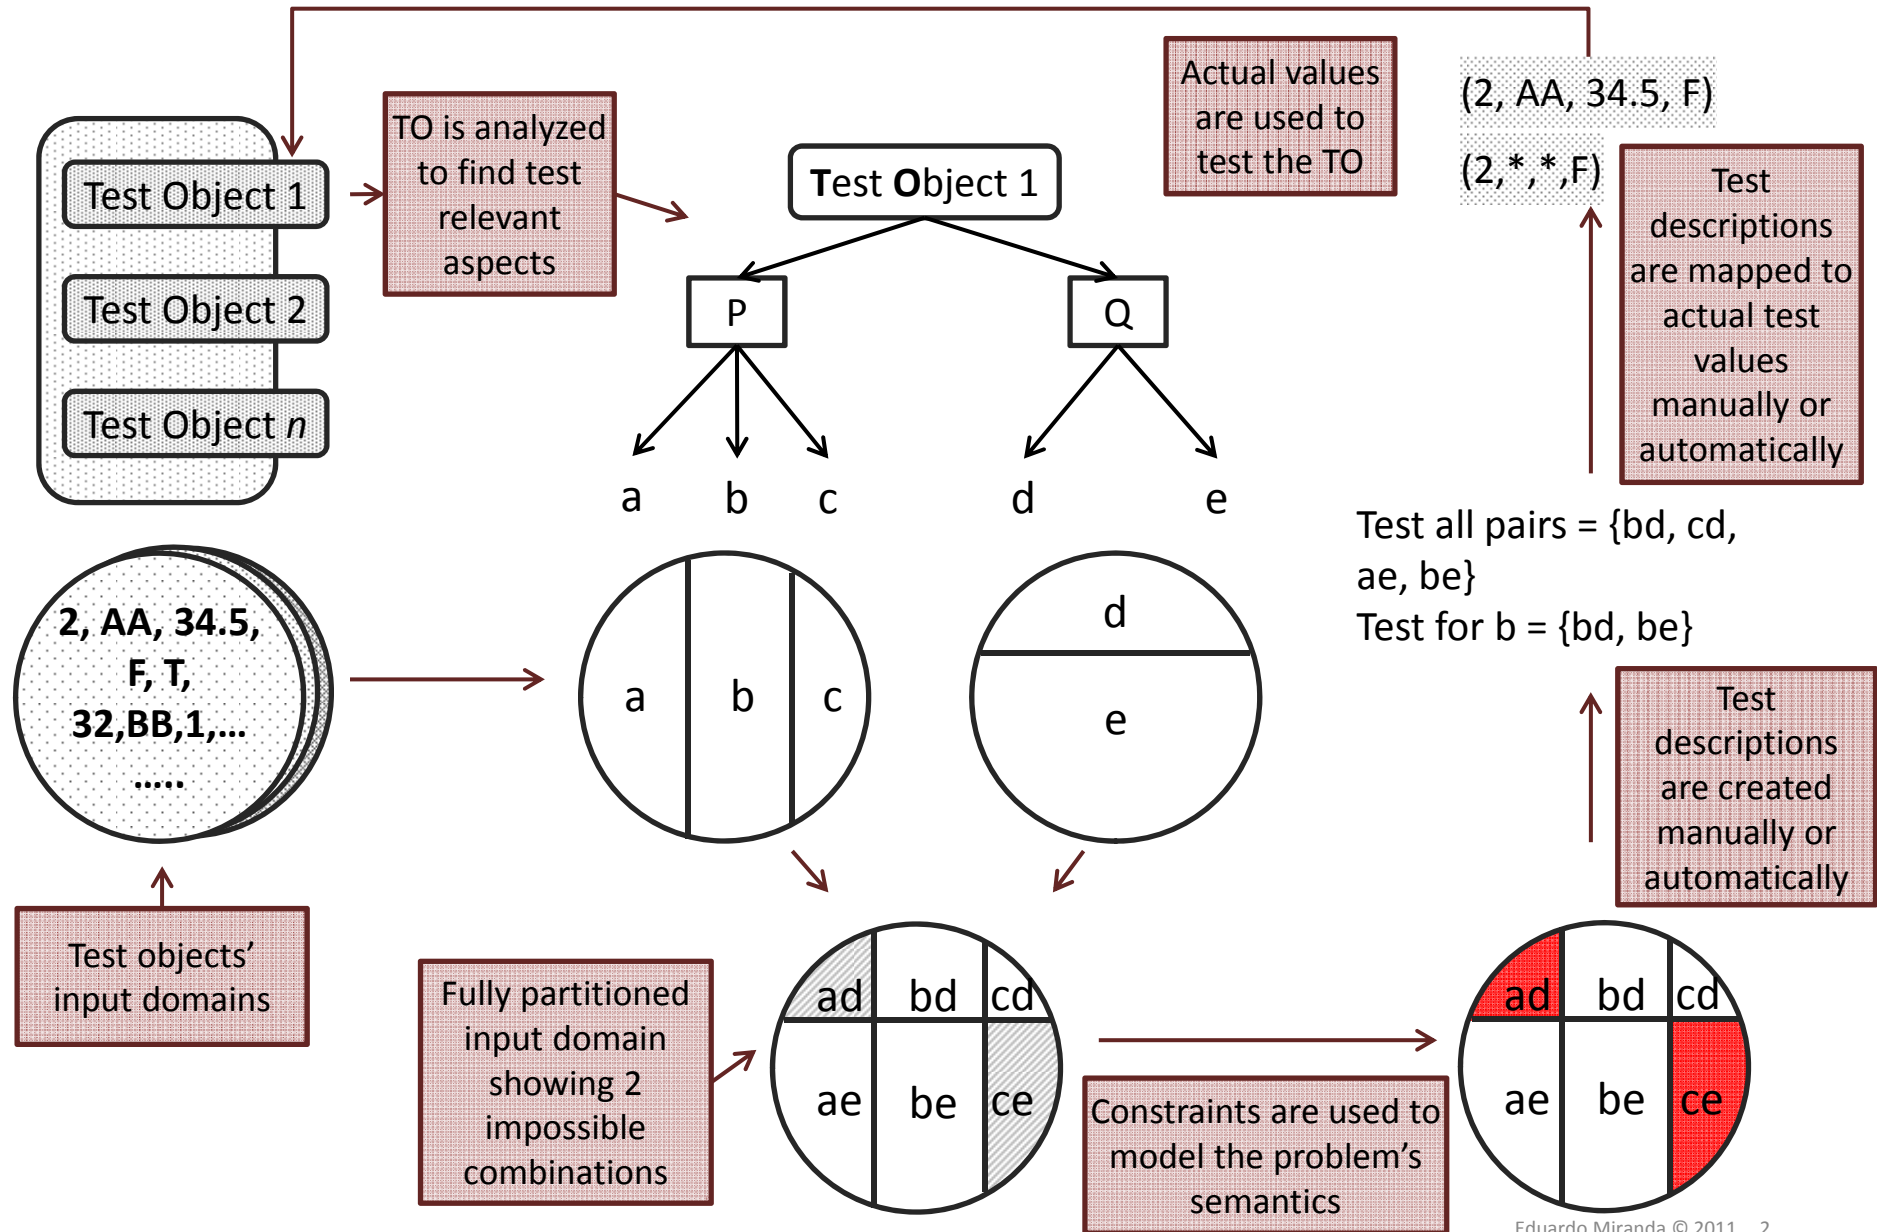 Test Object 1
Test Object 2
Test Object n
TO is analyzed
to find test
relevant
aspects
Test Object 1
P
Q
a b c d e
Actual values
are used to
test the TO
(2, AA, 34.5, F)
(2,*,*,F)
Test
descriptions
are mapped to
actual test
values
manually or
automatically
2, AA, 34.5,
F, T,
32,BB,1,...
.....
a b c
d
e
Test all pairs = {bd, cd,
ae, be}
Test for b = {bd, be}
Test
descriptions
are created
manually or
automatically
Test objects’
input domains
Fully partitioned
input domain
showing 2
impossible
combinations
ad bd cd
ae be ce
Constraints are used to
model the problem’s
semantics
ad bd cd
ae be ce
Eduardo Miranda © 2011 2